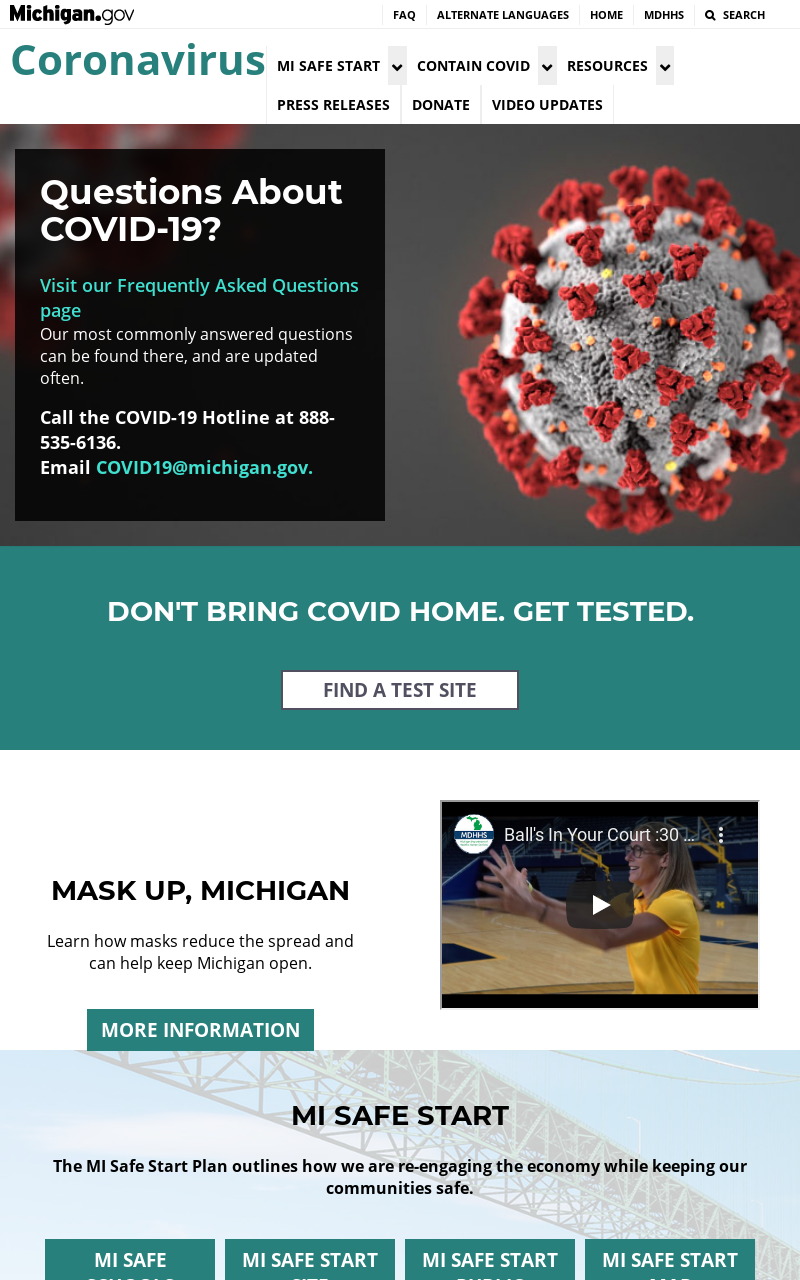 Michigan.gov
FAQ
ALTERNATE LANGUAGES
HOME
MDHHS
SEARCH
Coronavirus
MI SAFE START
CONTAIN COVID
RESOURCES
PRESS RELEASES
DONATE
VIDEO UPDATES
Questions About
COVID-19?
Visit our Frequently Asked Questions
page
Our most commonly answered questions
can be found there, and are updated
often.
Call the COVID-19 Hotline at 888-
535-6136.
Email COVID19@michigan.gov.
DON'T BRING COVID HOME. GET TESTED.
FIND A TEST SITE
MDHHS
Ball's In Your Court :30 ...
MASK UP, MICHIGAN
Learn how masks reduce the spread and
can help keep Michigan open.
MORE INFORMATION
MI SAFE START
The MI Safe Start Plan outlines how we are re-engaging the economy while keeping our
communities safe.
MI SAFE
MI SAFE START
MI SAFE START
MI SAFE START